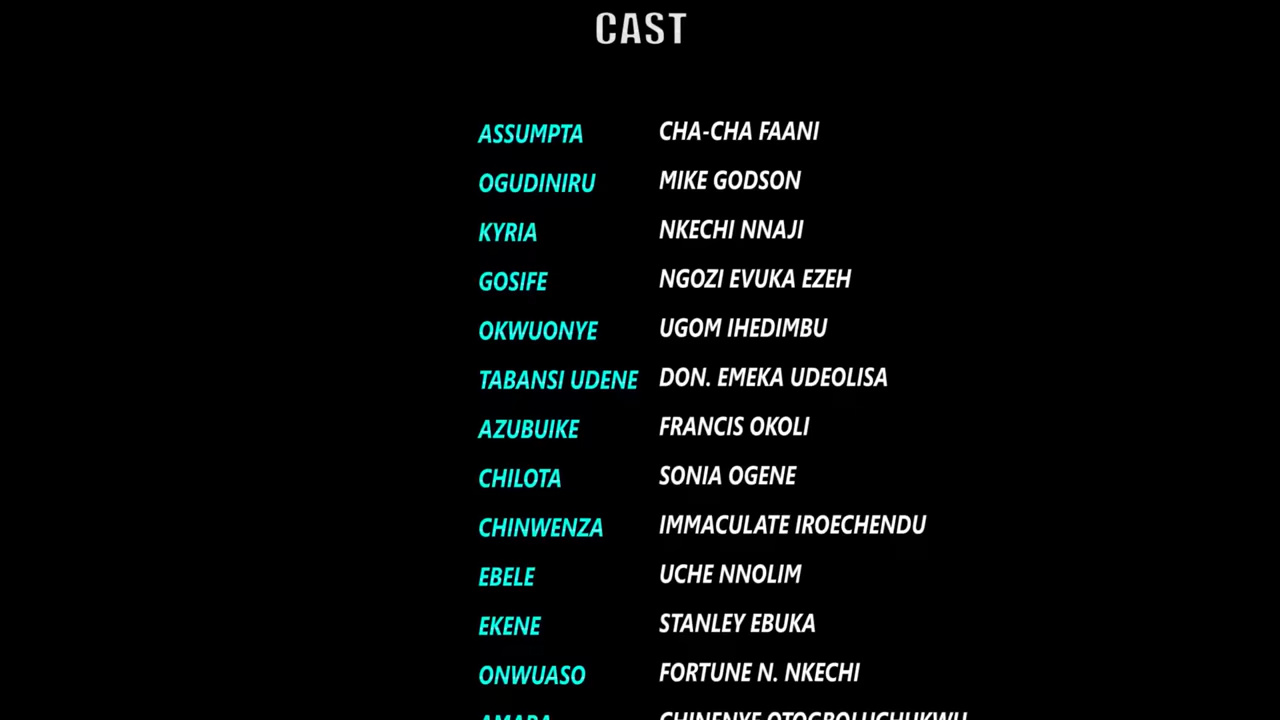 CAST
ASSUMPTA CHA-CHA FAANI
OGUDINIRU MIKE GODSON
KYRIA NKECHI NNAJI
GOSIFE NGOZI EVUKA EZEH
OKWUONYE UGOM IHEDIMBU
TABANSI UDENE DON. EMEKA UDEOLISA
AZUBUIKE FRANCIS OKOLI
CHILOTA SONIA OGENE
CHINWENZA IMMACULATE IROECHENDU
EBELE UCHE NNOLIM
EKENE STANLEY EBUKA
ONWUASO FORTUNE N. NKECHI